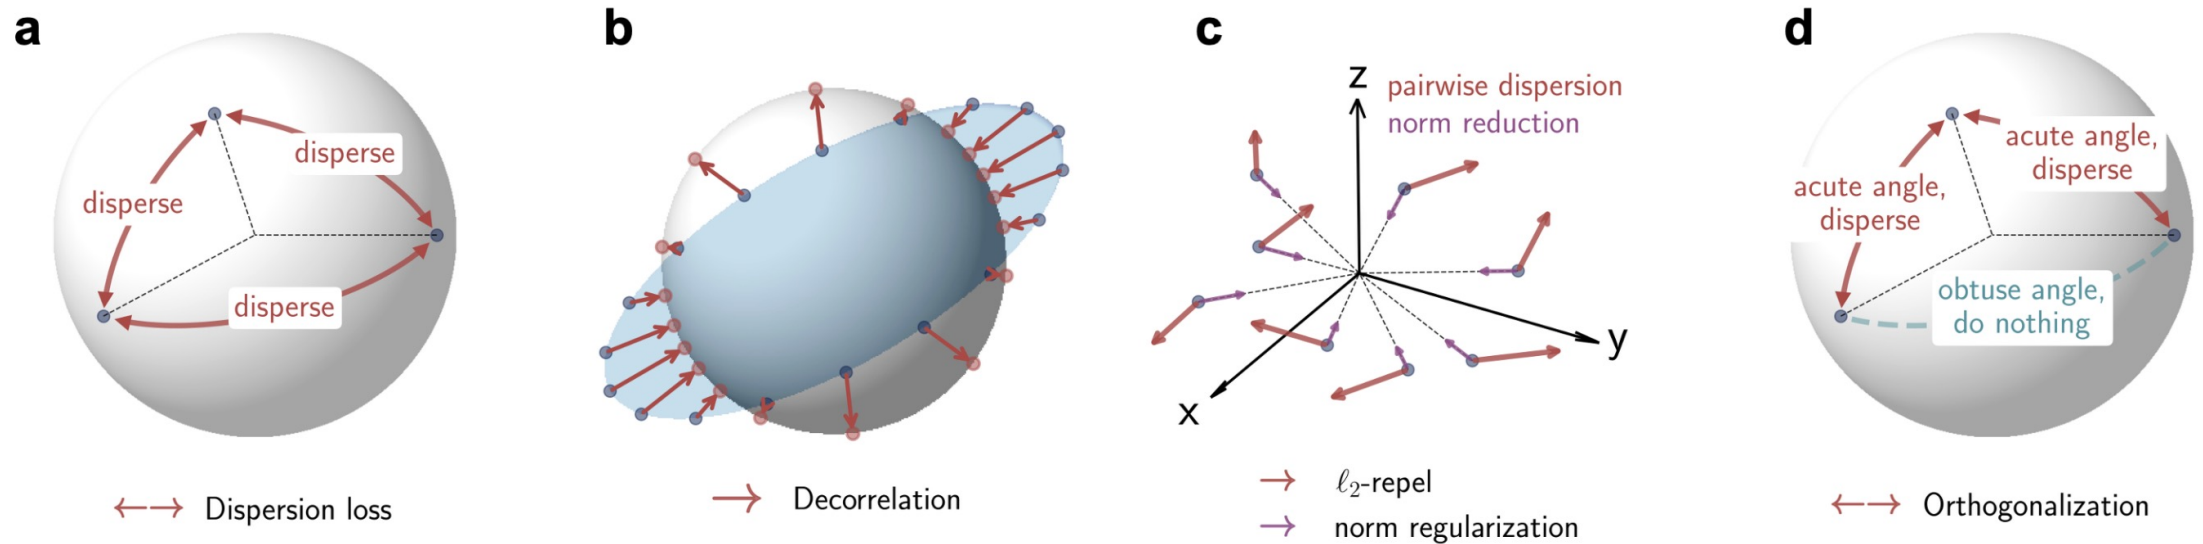 a
disperse
disperse
disperse
Dispersion loss
b
Decorrelation
c
z
pairwise dispersion
norm reduction
y
x
ℓ₂-repel
norm regularization
d
acute angle,
disperse
acute angle,
disperse
obtuse angle,
do nothing
Orthogonalization